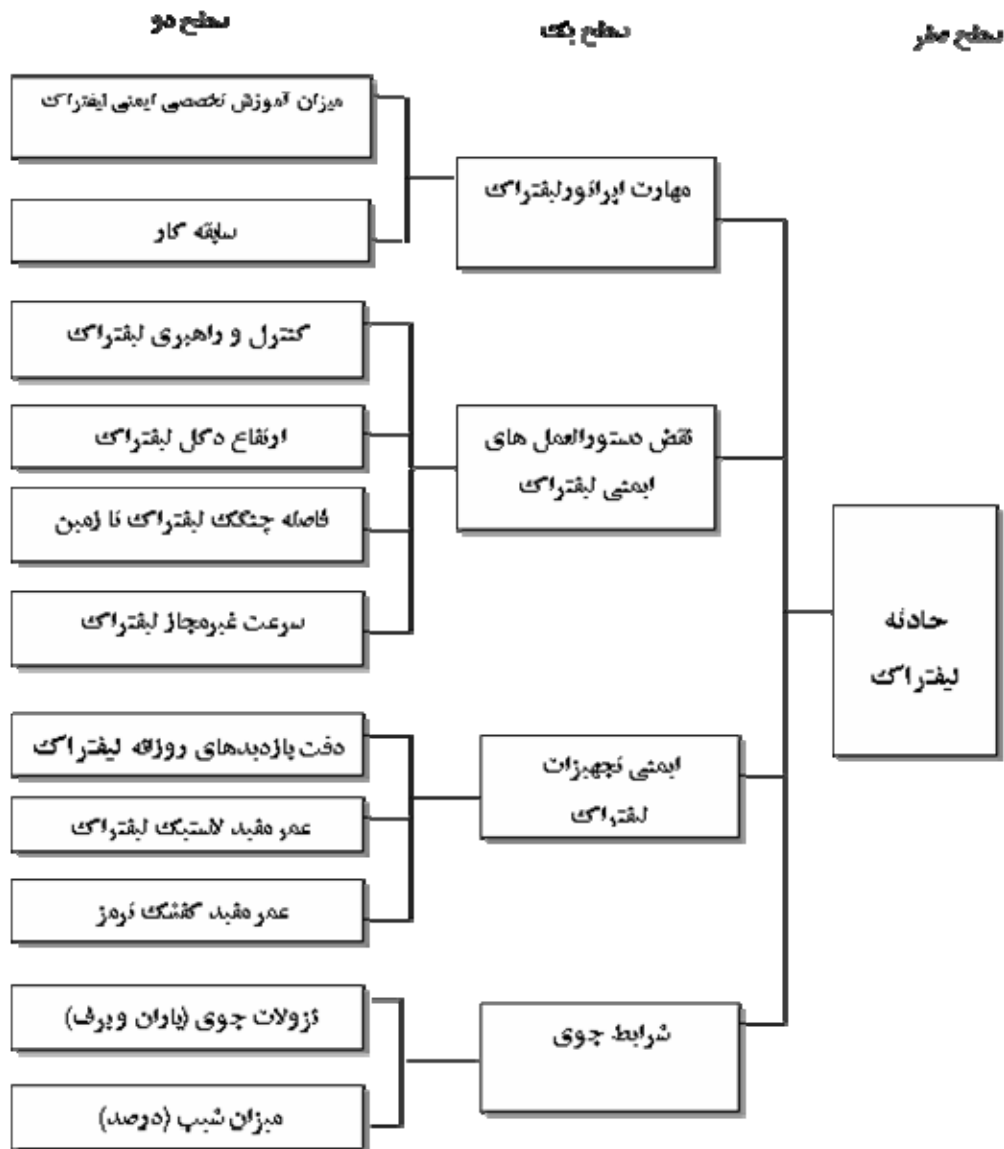 سطح صفر
سطح یک
سطح دو
حادثه
لیفتراک
مهارت اپراتورلیفتراک
میزان آموزش تخصصی ایمنی لیفتراک
سابقه کار
نقض دستورالعمل های
ایمنی لیفتراک
کنترل و راهبری لیفتراک
ارتفاع دکل لیفتراک
فاصله چنگک لیفتراک تا زمین
سرعت غیرمجاز لیفتراک
ایمنی تجهیزات
لیفتراک
دقت بازدیدهای روزانه لیفتراک
عمر مفید لاستیک لیفتراک
عمر مفید کفشک ترمز
شرایط جوی
نزولات جوی (باران وبرف)
میزان شیب (درصد)